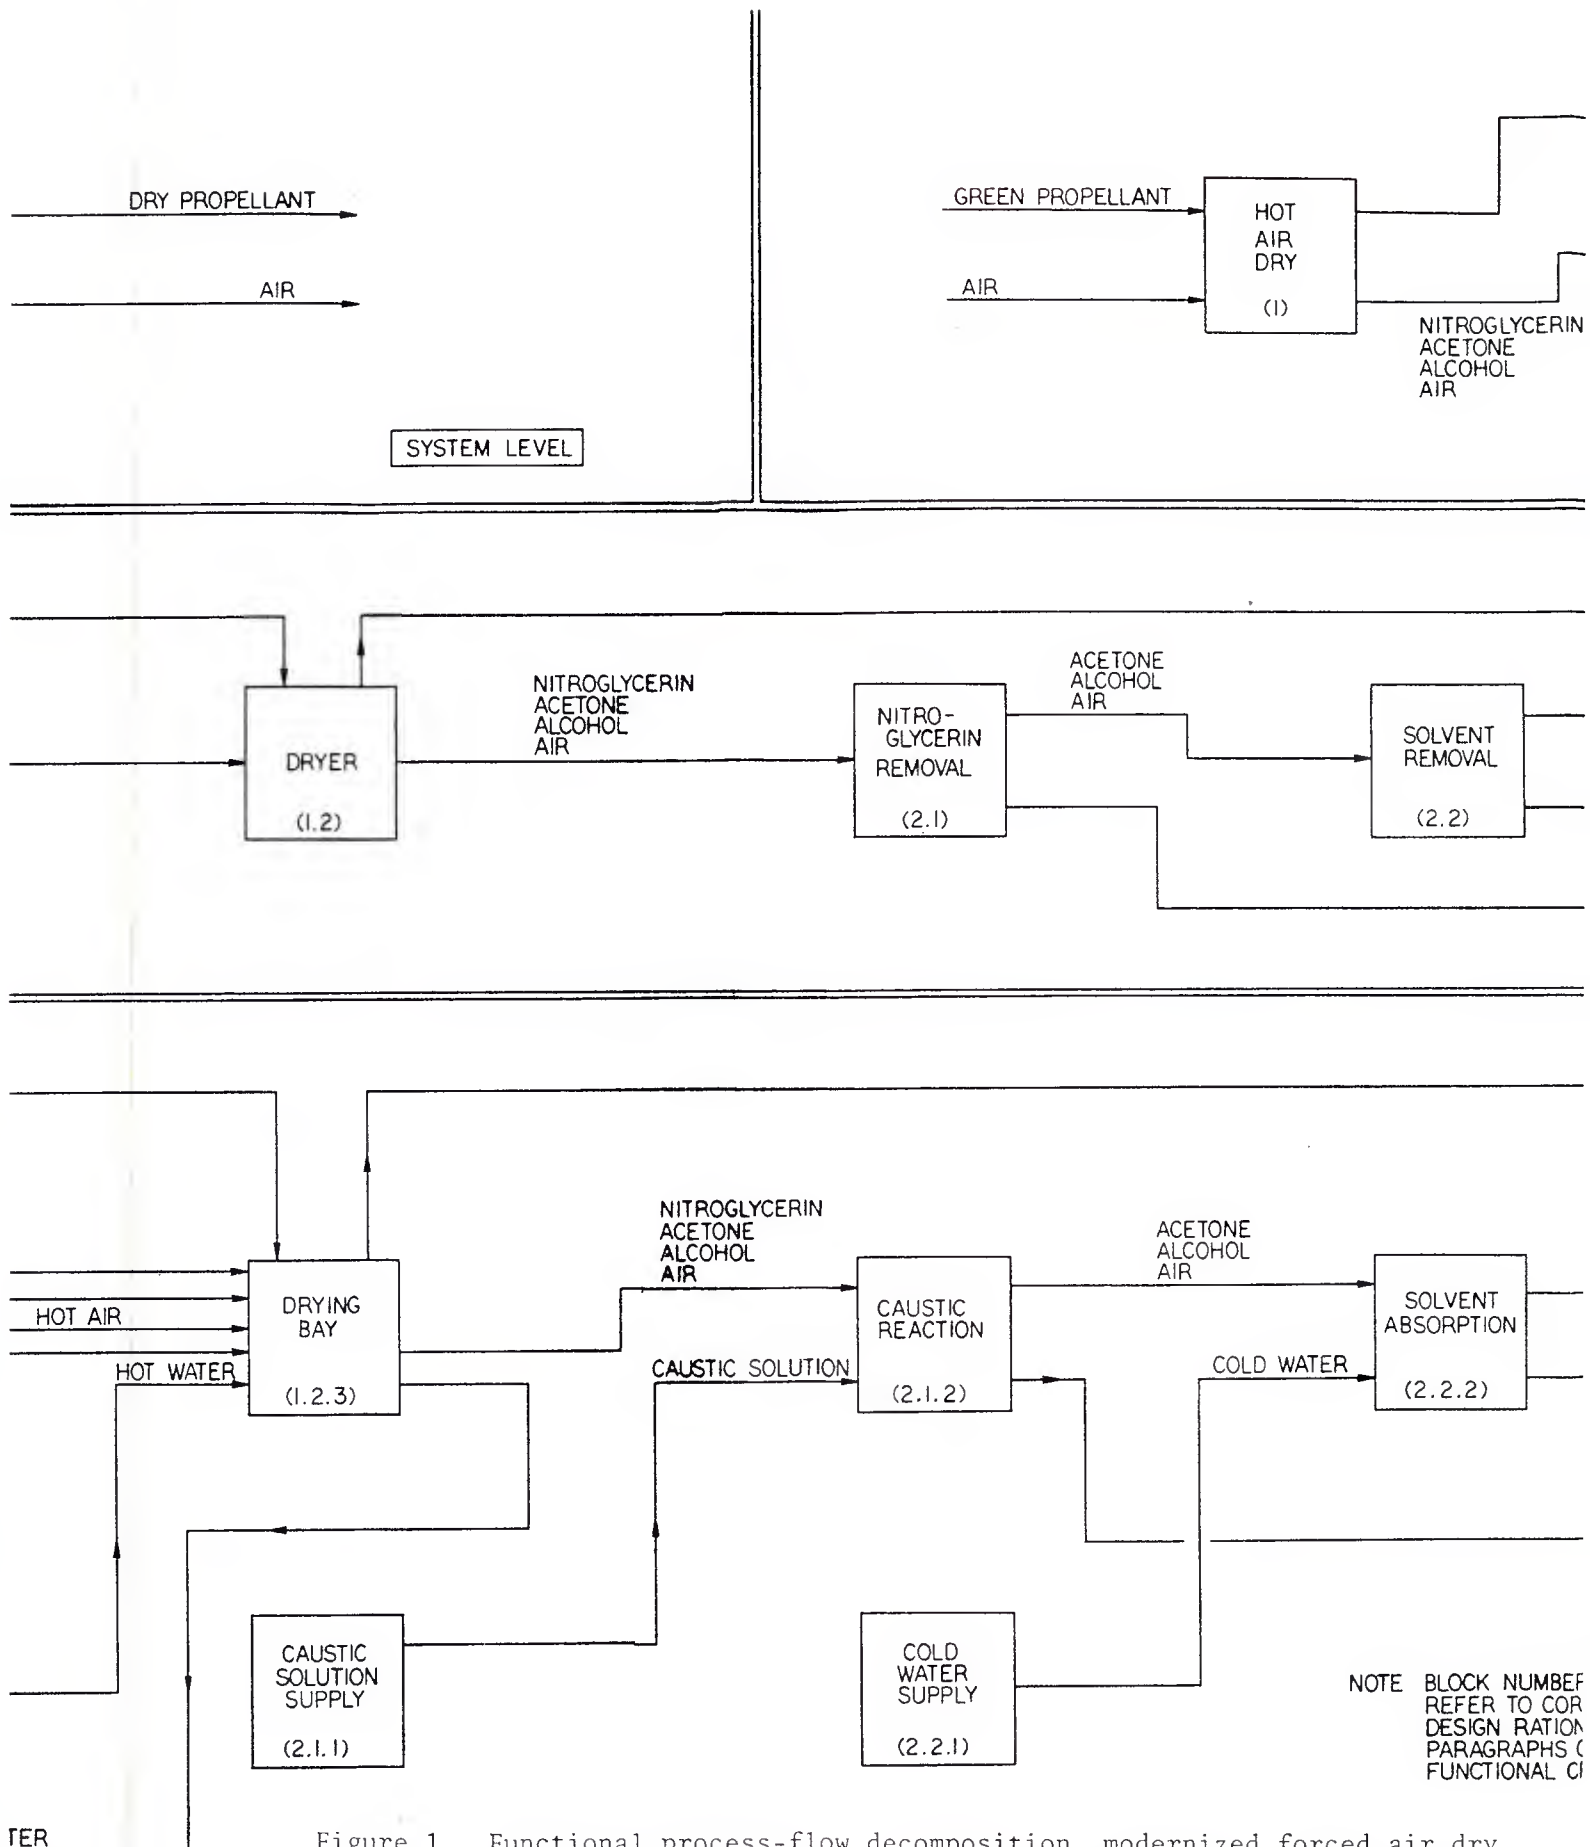 DRY PROPELLANT
AIR
SYSTEM LEVEL
GREEN PROPELLANT
AIR
HOT
AIR
DRY
(1)
NITROGLYCERIN
ACETONE
ALCOHOL
AIR
DRYER
(1.2)
NITROGLYCERIN
ACETONE
ALCOHOL
AIR
NITRO-
GLYCERIN
REMOVAL
(2.1)
ACETONE
ALCOHOL
AIR
SOLVENT
REMOVAL
(2.2)
HOT AIR
HOT WATER
DRYING
BAY
(1.2.3)
NITROGLYCERIN
ACETONE
ALCOHOL
AIR
CAUSTIC SOLUTION
CAUSTIC
REACTION
(2.1.2)
ACETONE
ALCOHOL
AIR
COLD WATER
SOLVENT
ABSORPTION
(2.2.2)
CAUSTIC
SOLUTION
SUPPLY
(2.1.1)
COLD
WATER
SUPPLY
(2.2.1)
NOTE BLOCK
REFER TO COR
DESIGN RATION
PARAGRAPHS (
FUNCTIONAL
TER
Figure 1 Functional process-flow decomposition, modernized forced air dry